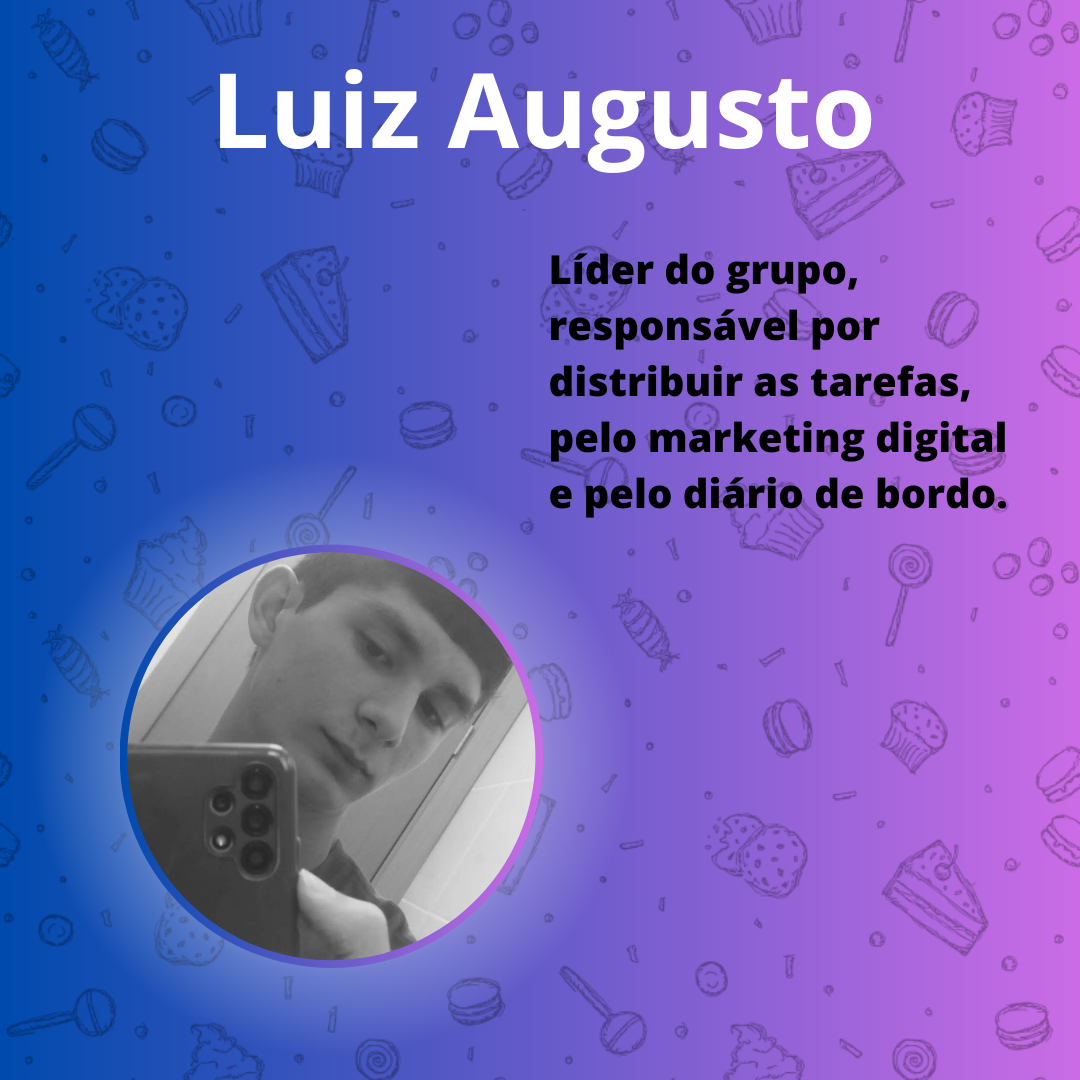 Luiz Augusto
Líder do grupo,
responsável por
distribuir as tarefas,
pelo marketing digital
e pelo diário de bordo.